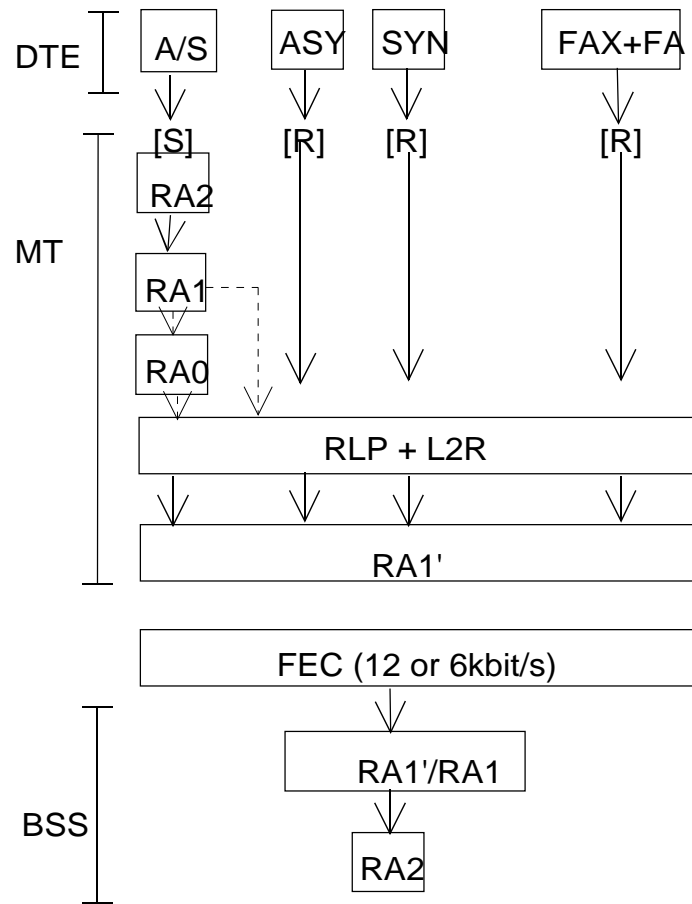 DTE A/S ASY SYN FAX+FA
[S] [R] [R] [R]
RA2
MT
RA1
RA0
RLP + L2R
RA1'
FEC (12 or 6kbit/s)
RA1'/RA1
BSS
RA2